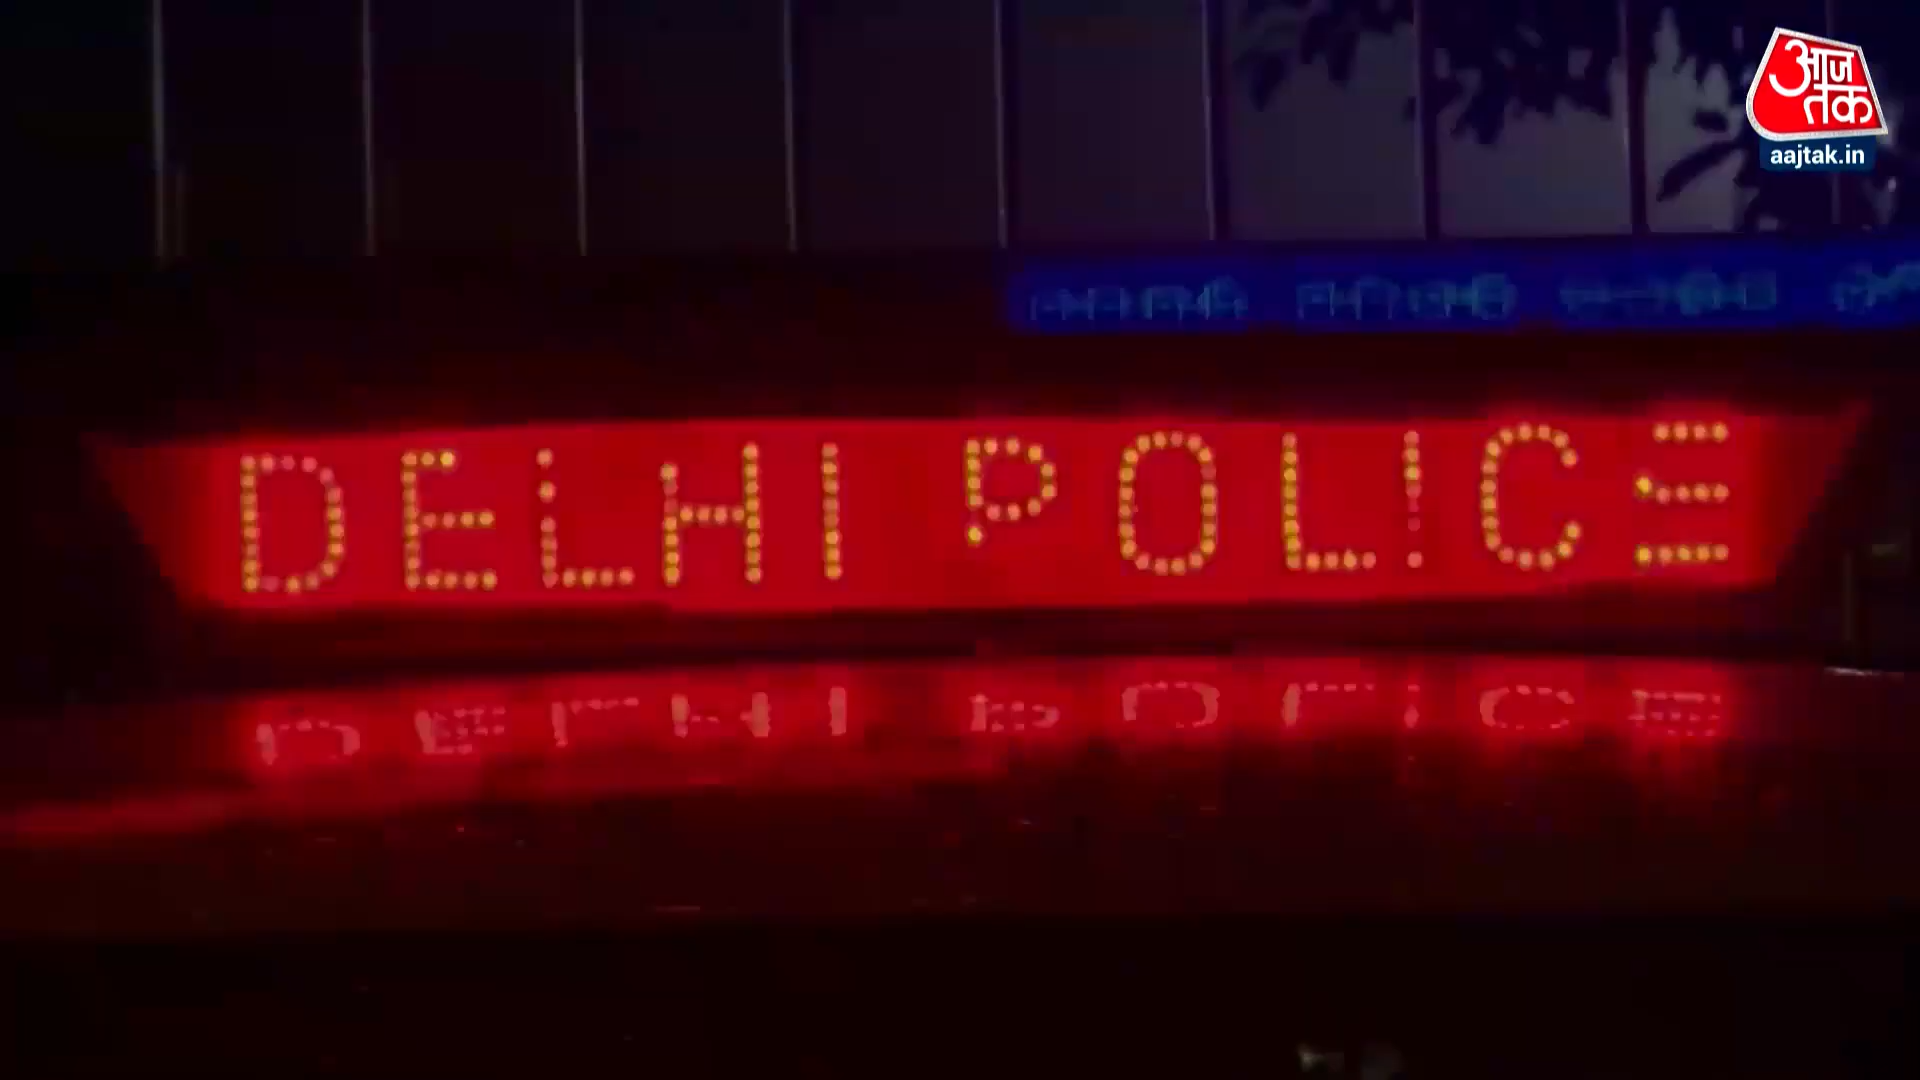 आज
तक
aajtak.in
DELHI POLICE